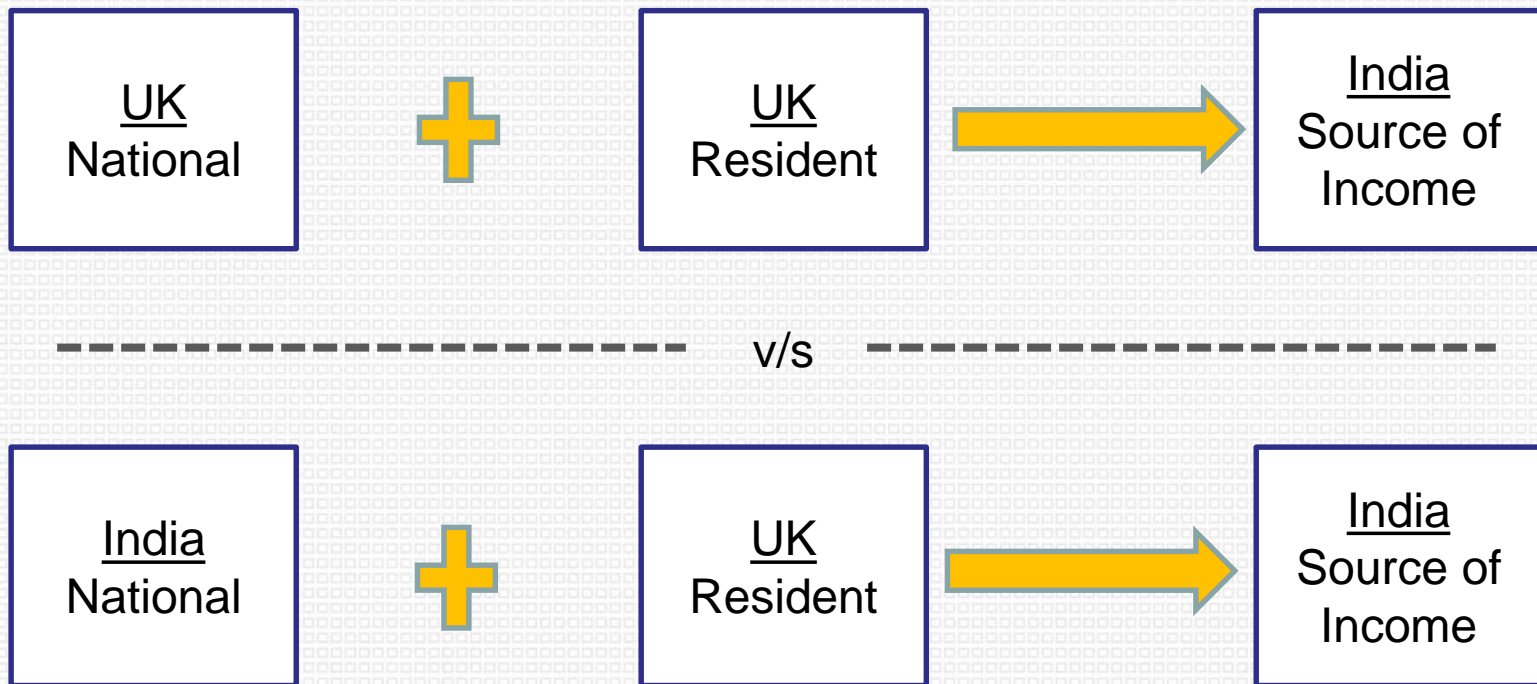 UK
National
UK
Resident
India
Source of
Income
v/s
India
National
UK
Resident
India
Source of
Income